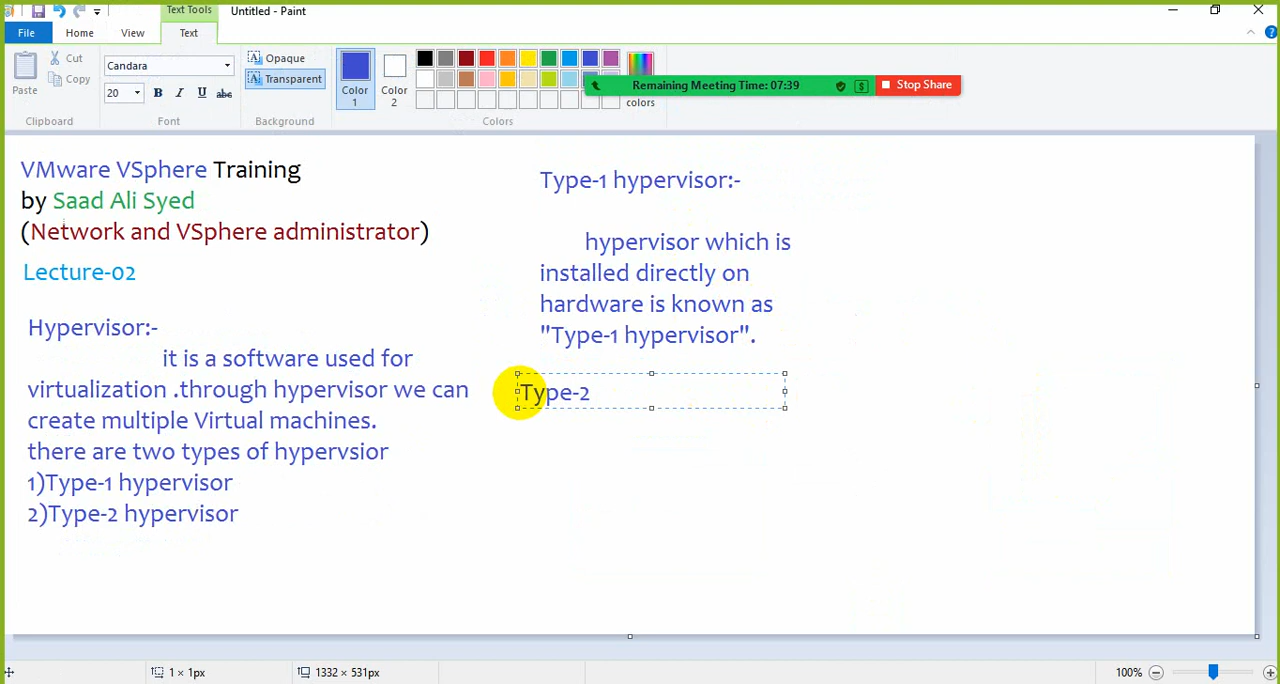 Text Tools
Untitled - Paint
File
Home
View
Text
Paste
Cut
Copy
Clipboard
Candara
20
B I U abc
Font
Opaque
Transparent
Background
Color 1
Color 2
colors
Colors
Remaining Meeting Time: 07:39
Stop Share
VMware VSphere Training
by Saad Ali Syed
(Network and VSphere administrator)
Lecture-02
Hypervisor:-
it is a software used for
virtualization .through hypervisor we can
create multiple Virtual machines.
there are two types of hypervsior
1)Type-1 hypervisor
2)Type-2 hypervisor
Type-1 hypervisor:-
hypervisor which is
installed directly on
hardware is known as
"Type-1 hypervisor".
Type-2
1 × 1px
1332 × 531px
100%